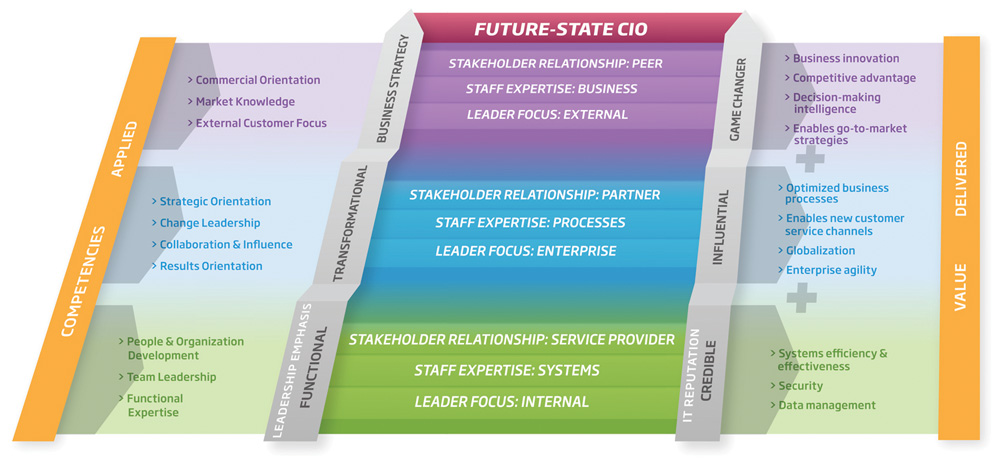 FUTURE-STATE CIO
COMPETENCIES APPLIED
LEADERSHIP EMPHASIS
IT REPUTATION
VALUE DELIVERED
> Commercial Orientation
> Market Knowledge
> External Customer Focus
BUSINESS STRATEGY
STAKEHOLDER RELATIONSHIP: PEER
STAFF EXPERTISE: BUSINESS
LEADER FOCUS: EXTERNAL
GAME CHANGER
> Business innovation
> Competitive advantage
> Decision-making
intelligence
> Enables go-to-market
strategies
+
> Strategic Orientation
> Change Leadership
> Collaboration & Influence
> Results Orientation
TRANSFORMATIONAL
STAKEHOLDER RELATIONSHIP: PARTNER
STAFF EXPERTISE: PROCESSES
LEADER FOCUS: ENTERPRISE
INFLUENTIAL
> Optimized business
processes
> Enables new customer
service channels
> Globalization
> Enterprise agility
+
> People & Organization
Development
> Team Leadership
> Functional
Expertise
FUNCTIONAL
STAKEHOLDER RELATIONSHIP: SERVICE PROVIDER
STAFF EXPERTISE: SYSTEMS
LEADER FOCUS: INTERNAL
CREDIBLE
> Systems efficiency &
effectiveness
> Security
> Data management